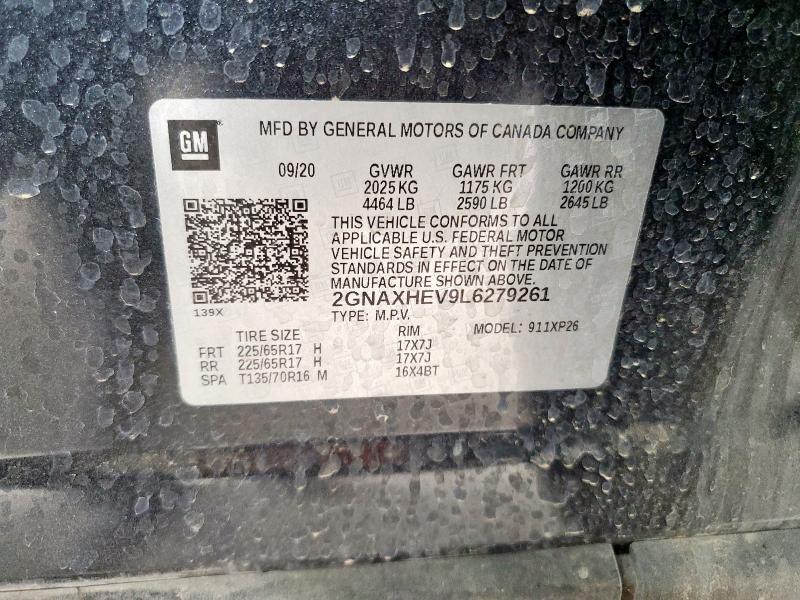 GM MFD BY GENERAL MOTORS OF CANADA COMPANY
09/20 GVWR GAWR FRT GAWR RR
2025 KG 1175 KG 1200 KG
4464 LB 2590 LB 2645 LB
THIS VEHICLE CONFORMS TO ALL
APPLICABLE U.S. FEDERAL MOTOR
VEHICLE SAFETY AND THEFT PREVENTION
STANDARDS IN EFFECT ON THE DATE OF
MANUFACTURE SHOWN ABOVE.
2GNAXHEV9L6279261
139X TYPE: M.P.V.
TIRE SIZE RIM MODEL: 911XP26
FRT 225/65R17 H 17X7J
RR 225/65R17 H 17X7J
SPA T135/70R16 M 16X4BT